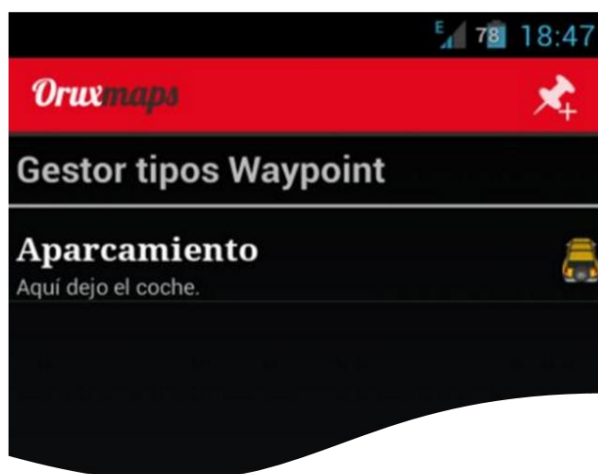 E 78 18:47
Oruxmaps
Gestor tipos Waypoint
Aparcamiento
Aquí dejo el coche.